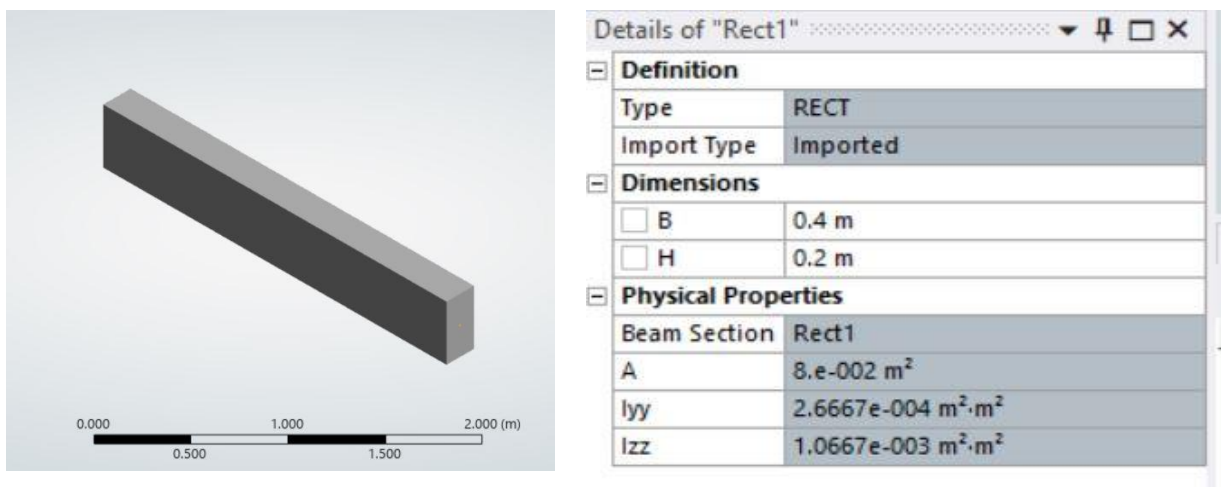 0.000 1.000 2.000 (m)
0.500 1.500
Details of "Rect1"
Definition
Type RECT
Import Type Imported
Dimensions
B 0.4 m
H 0.2 m
Physical Properties
Beam Section Rect1
A 8.e-002 m²
Iyy 2.6667e-004 m²·m²
Izz 1.0667e-003 m²·m²